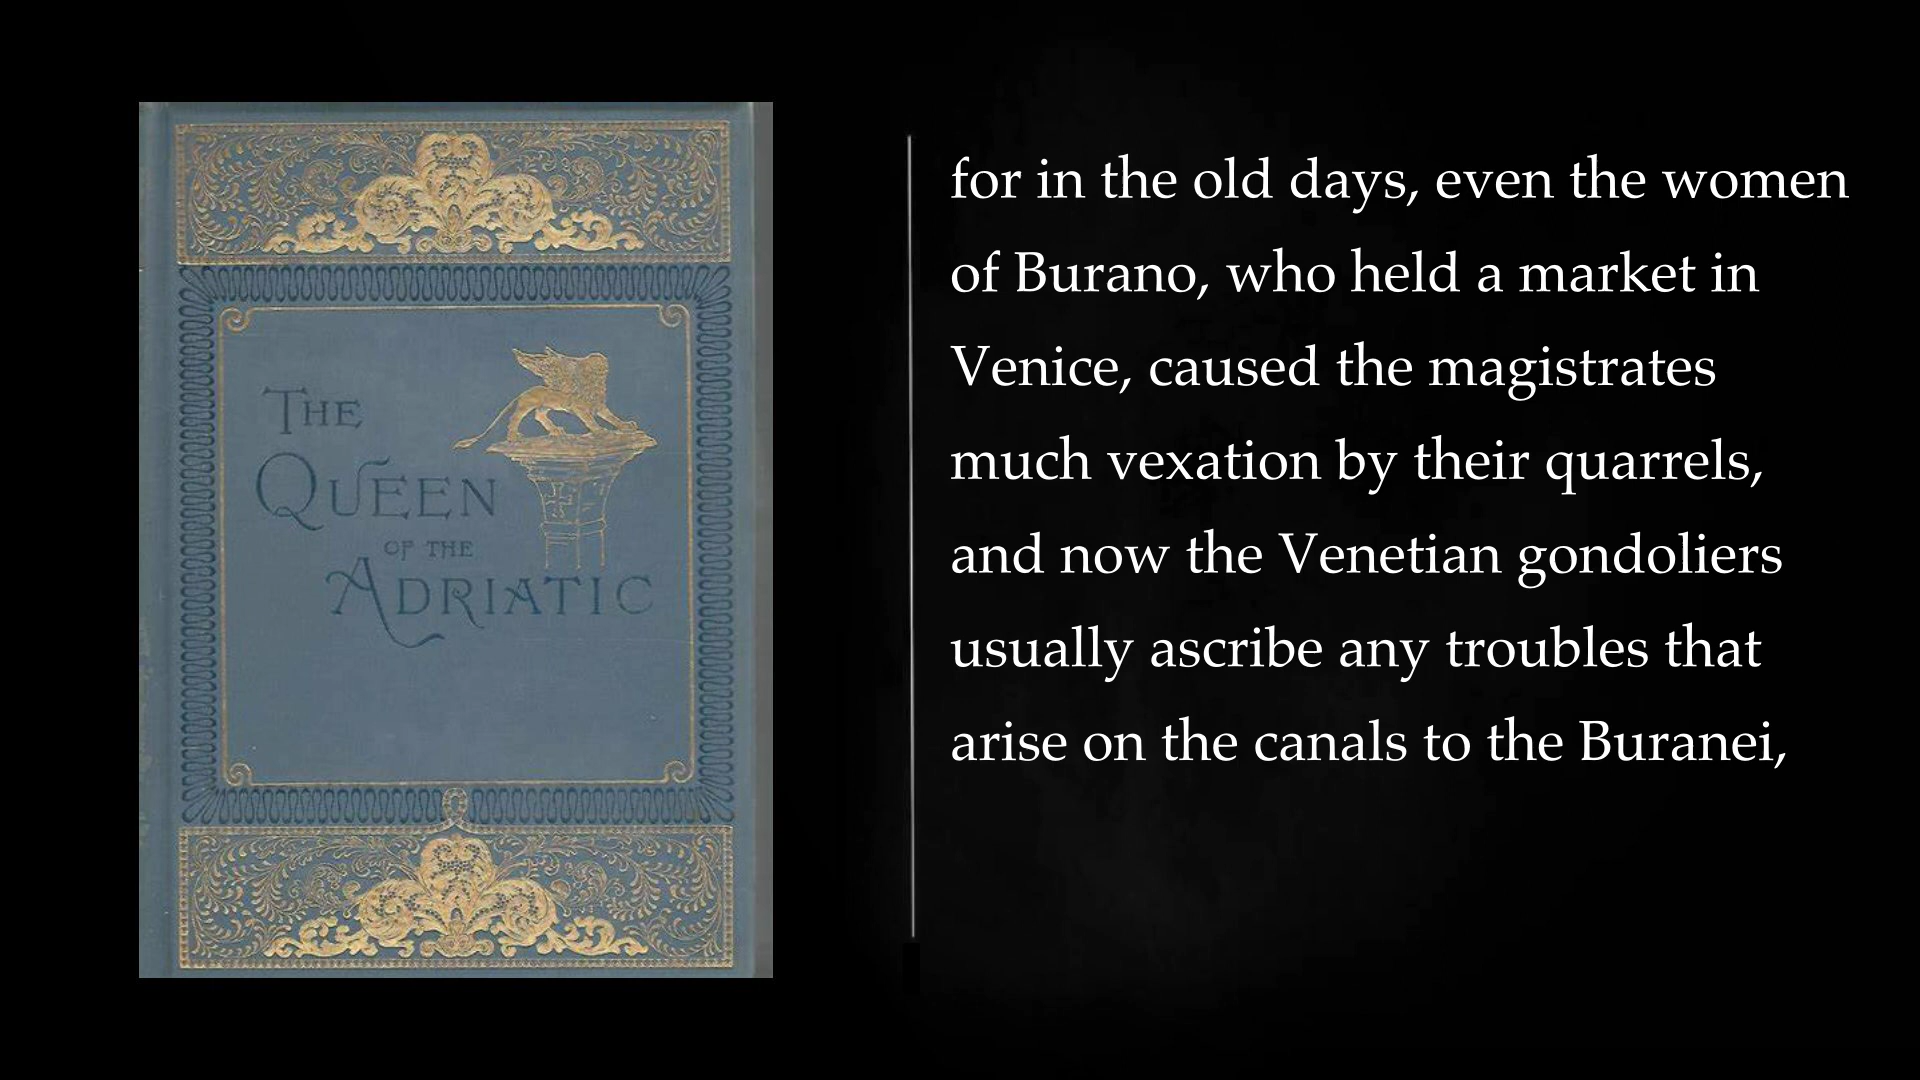 The
Queen
of the
Adriatic
for in the old days, even the women
of Burano, who held a market in
Venice, caused the magistrates
much vexation by their quarrels,
and now the Venetian gondoliers
usually ascribe any troubles that
arise on the canals to the Buranei,